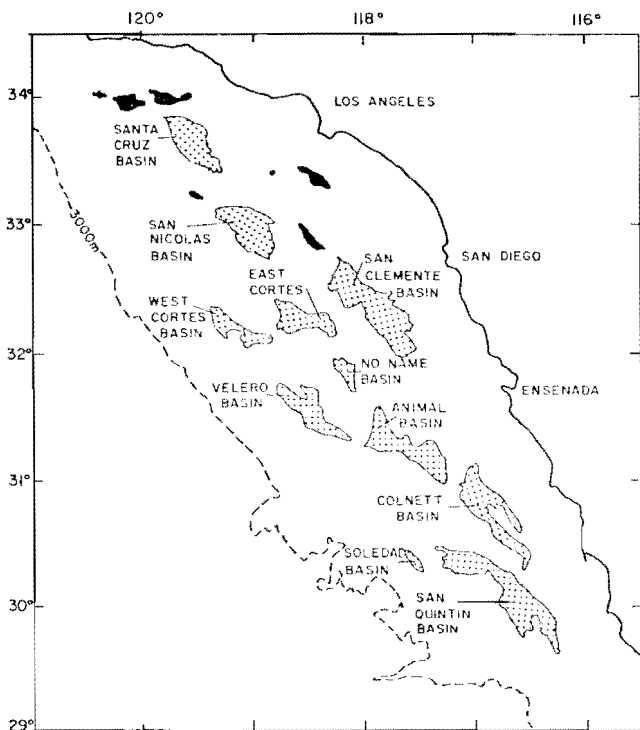 120°
118°
116°
34°
LOS ANGELES
SANTA
CRUZ
BASIN
33°
SAN
NICOLAS
BASIN
3000m
SAN
CLEMENTE
BASIN
SAN DIEGO
EAST
CORTES
WEST
CORTES
BASIN
32°
NO NAME
BASIN
ENSENADA
VELERO
BASIN
ANIMAL
BASIN
31°
COLNETT
BASIN
SOLEDAD
BASIN
30°
SAN
QUINTIN
BASIN
29°